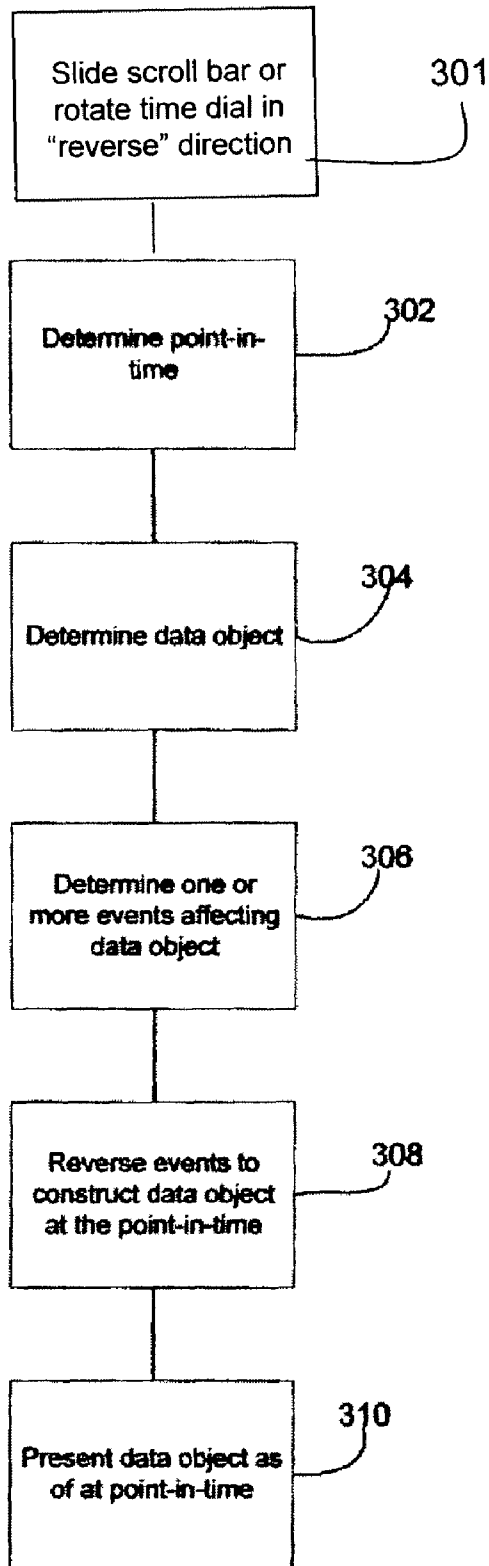 Slide scroll bar or
rotate time dial in
“reverse” direction
301
Determine point-in-
time
302
Determine data object
304
Determine one or
more events affecting
data object
306
Reverse events to
construct data object
at the point-in-time
308
Present data object as
of at point-in-time
310